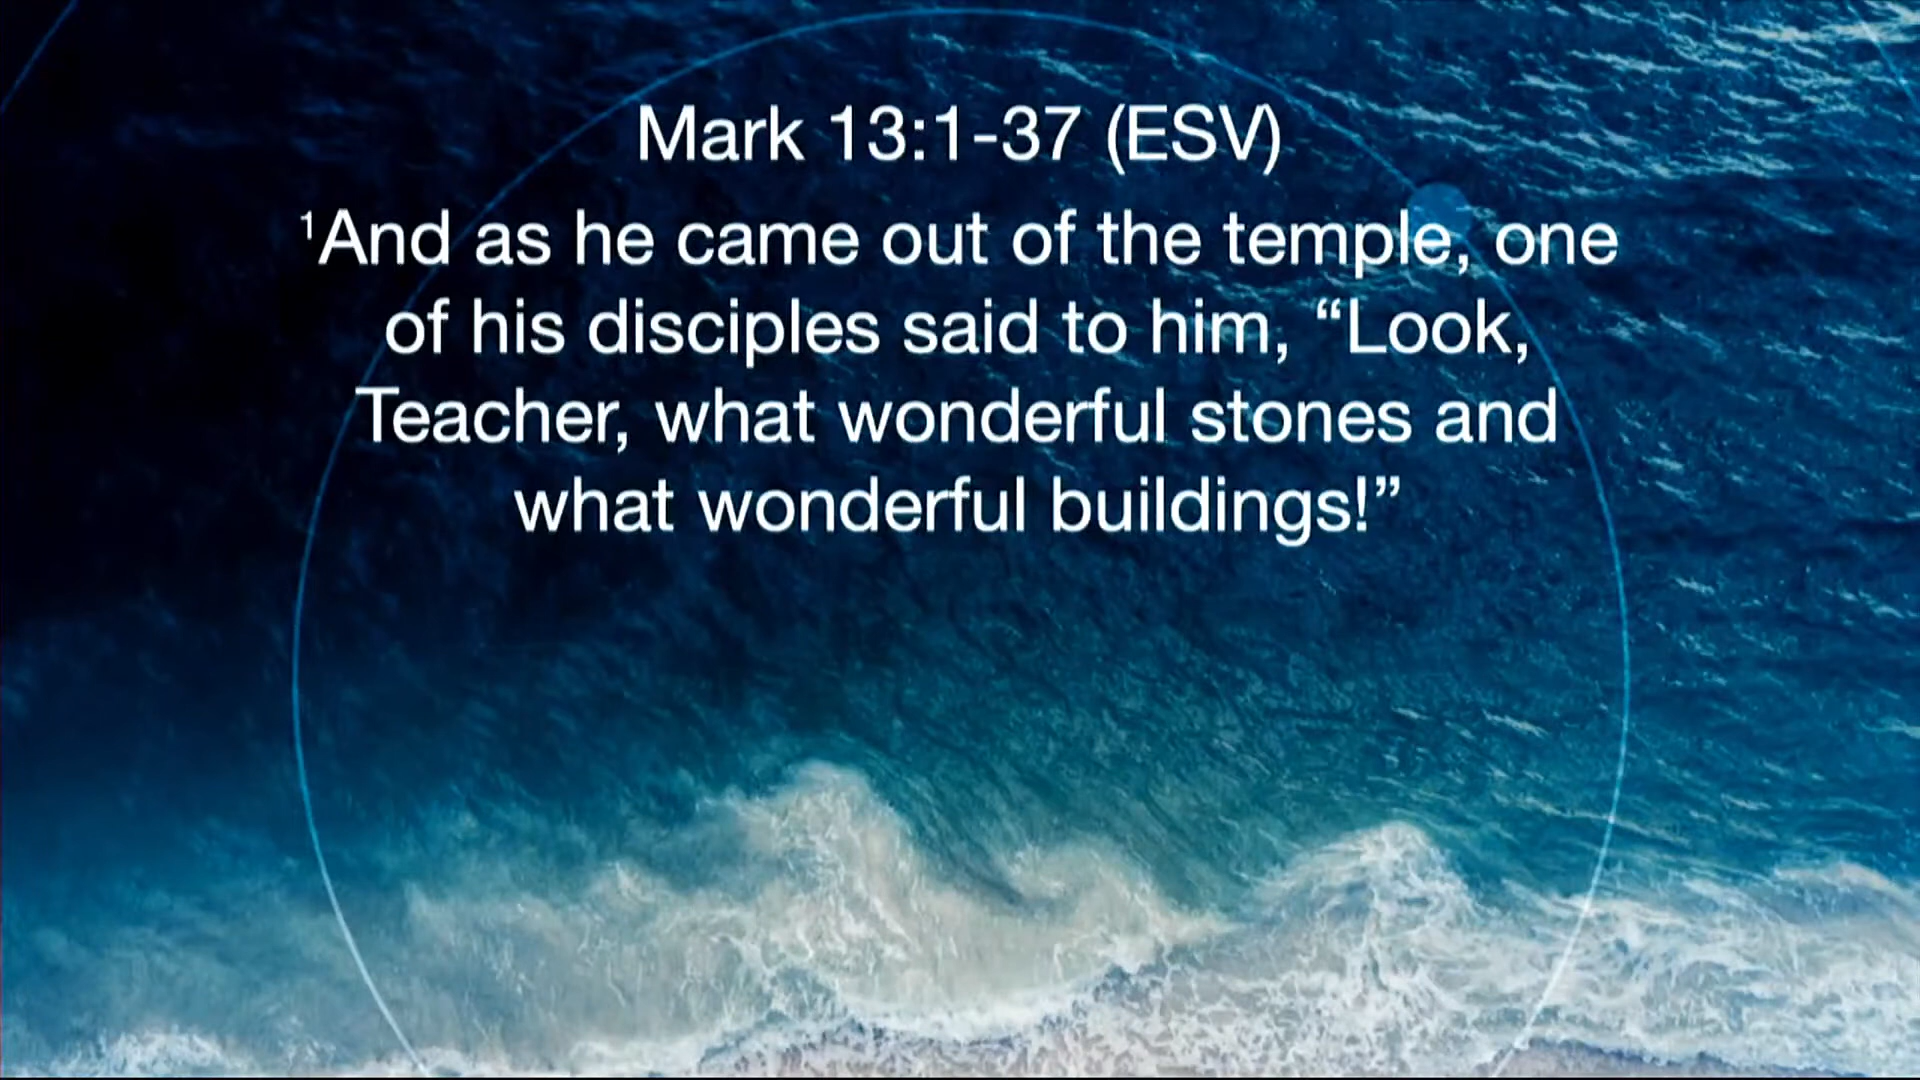 Mark 13:1-37 (ESV)
¹And as he came out of the temple, one
of his disciples said to him, “Look,
Teacher, what wonderful stones and
what wonderful buildings!”